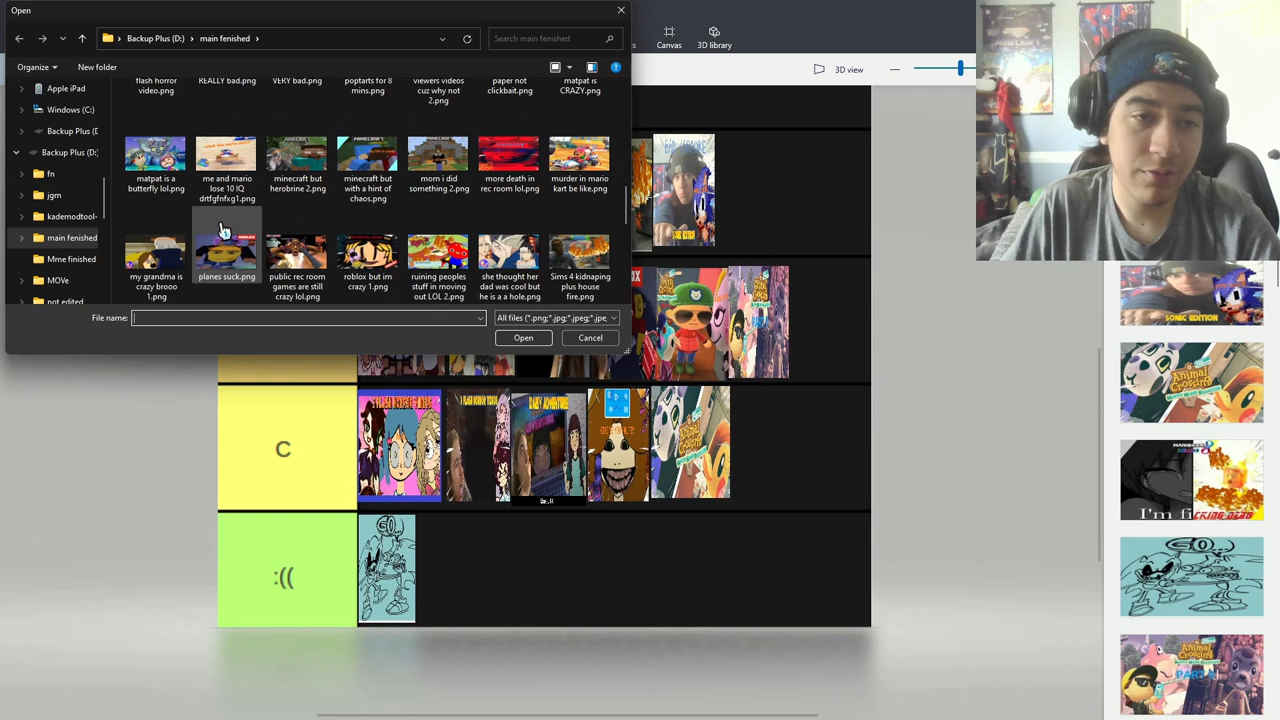 Open
Canvas
3D library
Backup Plus (D:) > main fenished >
Search main fenished
Organize
New folder
3D view
Apple iPad
Windows (C:)
Backup Plus (D
Backup Plus (D:)
fn
jgm
kademodtool-
main fenished
Mme finished
MOVe
not edited
flash horror
video.png
REALLY bad.png
VERY bad.png
poptarts for 8
mins.png
viewers videos
cuz why not
2.png
paper not
clickbait.png
matpat is
CRAZY.png
matpat is a
butterfly lol.png
me and mario
lose 10 IQ
drtfgfnfxg1.png
minecraft but
herobrine 2.png
minecraft but
with a hint of
chaos.png
mom i did
something 2.png
more death in
rec room lol.png
murder in mario
kart be like.png
my grandma is
crazy brooo
1.png
planes suck.png
public rec room
games are still
crazy lol.png
roblox but im
crazy 1.png
ruining peoples
stuff in moving
out LOL 2.png
she thought her
dad was cool but
he is a a hole.png
Sims 4 kidnaping
plus house
fire.png
File name:
All files (*.png;*.jpg;*.jpeg;*.jpe,
Open
Cancel
C
:((
SONIC EDITION
Animal
Crossing
I'm fi
Animal
Crossing
PART